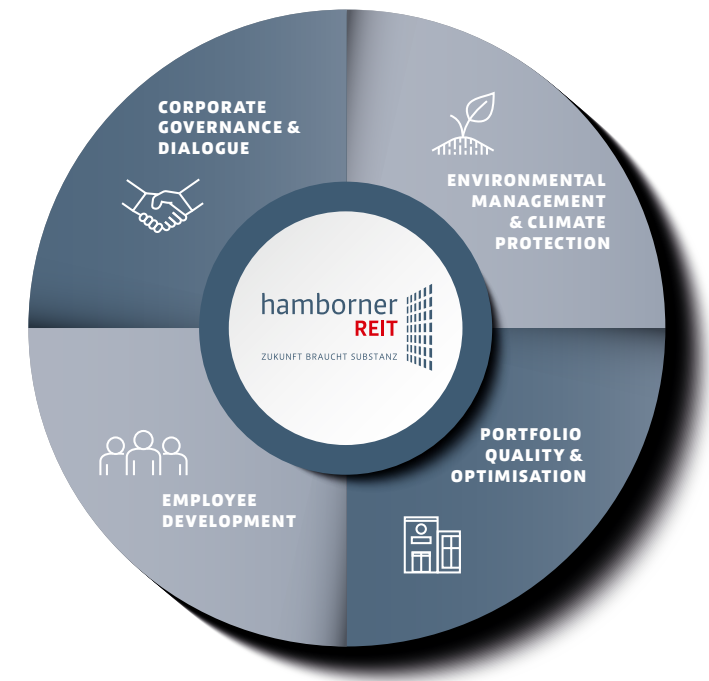 CORPORATE
GOVERNANCE &
DIALOGUE
ENVIRONMENTAL
MANAGEMENT
& CLIMATE
PROTECTION
hamborner
REIT
ZUKUNFT BRAUCHT SUBSTANZ
EMPLOYEE
DEVELOPMENT
PORTFOLIO
QUALITY &
OPTIMISATION